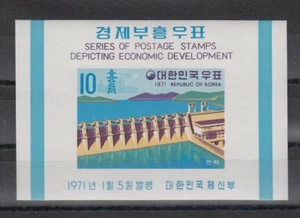 경제부흥우표
SERIES OF POSTAGE STAMPS
DEPICTING ECONOMIC DEVELOPMENT
10
대한민국우표
1971 REPUBLIC OF KOREA
전력
1971년 1월 5일발행 대한민국체신부